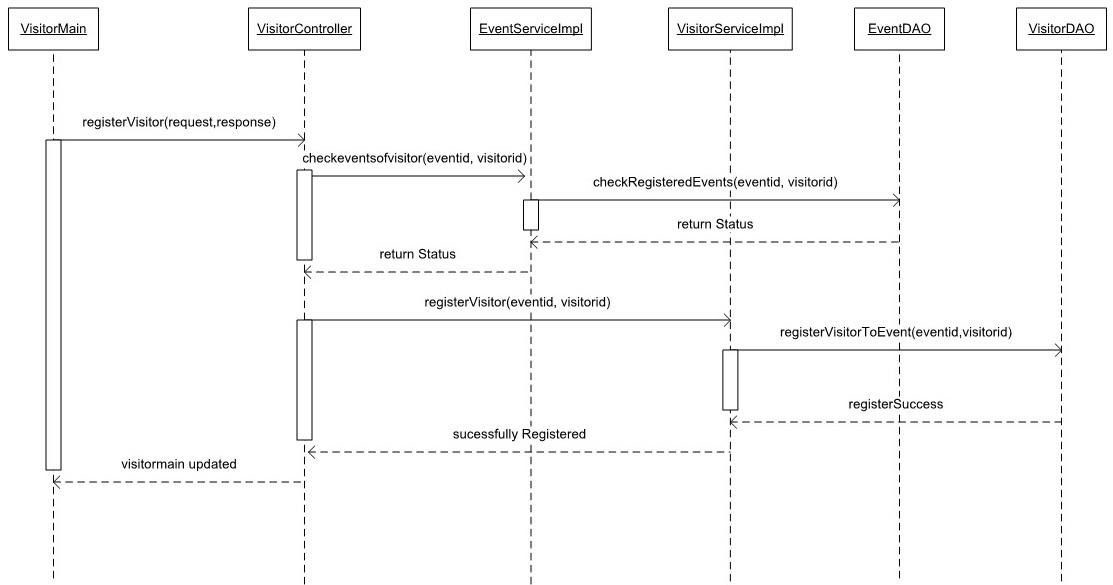 VisitorMain
VisitorController
EventServiceImpl
VisitorServiceImpl
EventDAO
VisitorDAO
registerVisitor(request,response)
checkeventsofvisitor(eventid, visitorid)
checkRegisteredEvents(eventid, visitorid)
return Status
return Status
registerVisitor(eventid, visitorid)
registerVisitorToEvent(eventid,visitorid)
registerSuccess
sucessfully Registered
visitormain updated